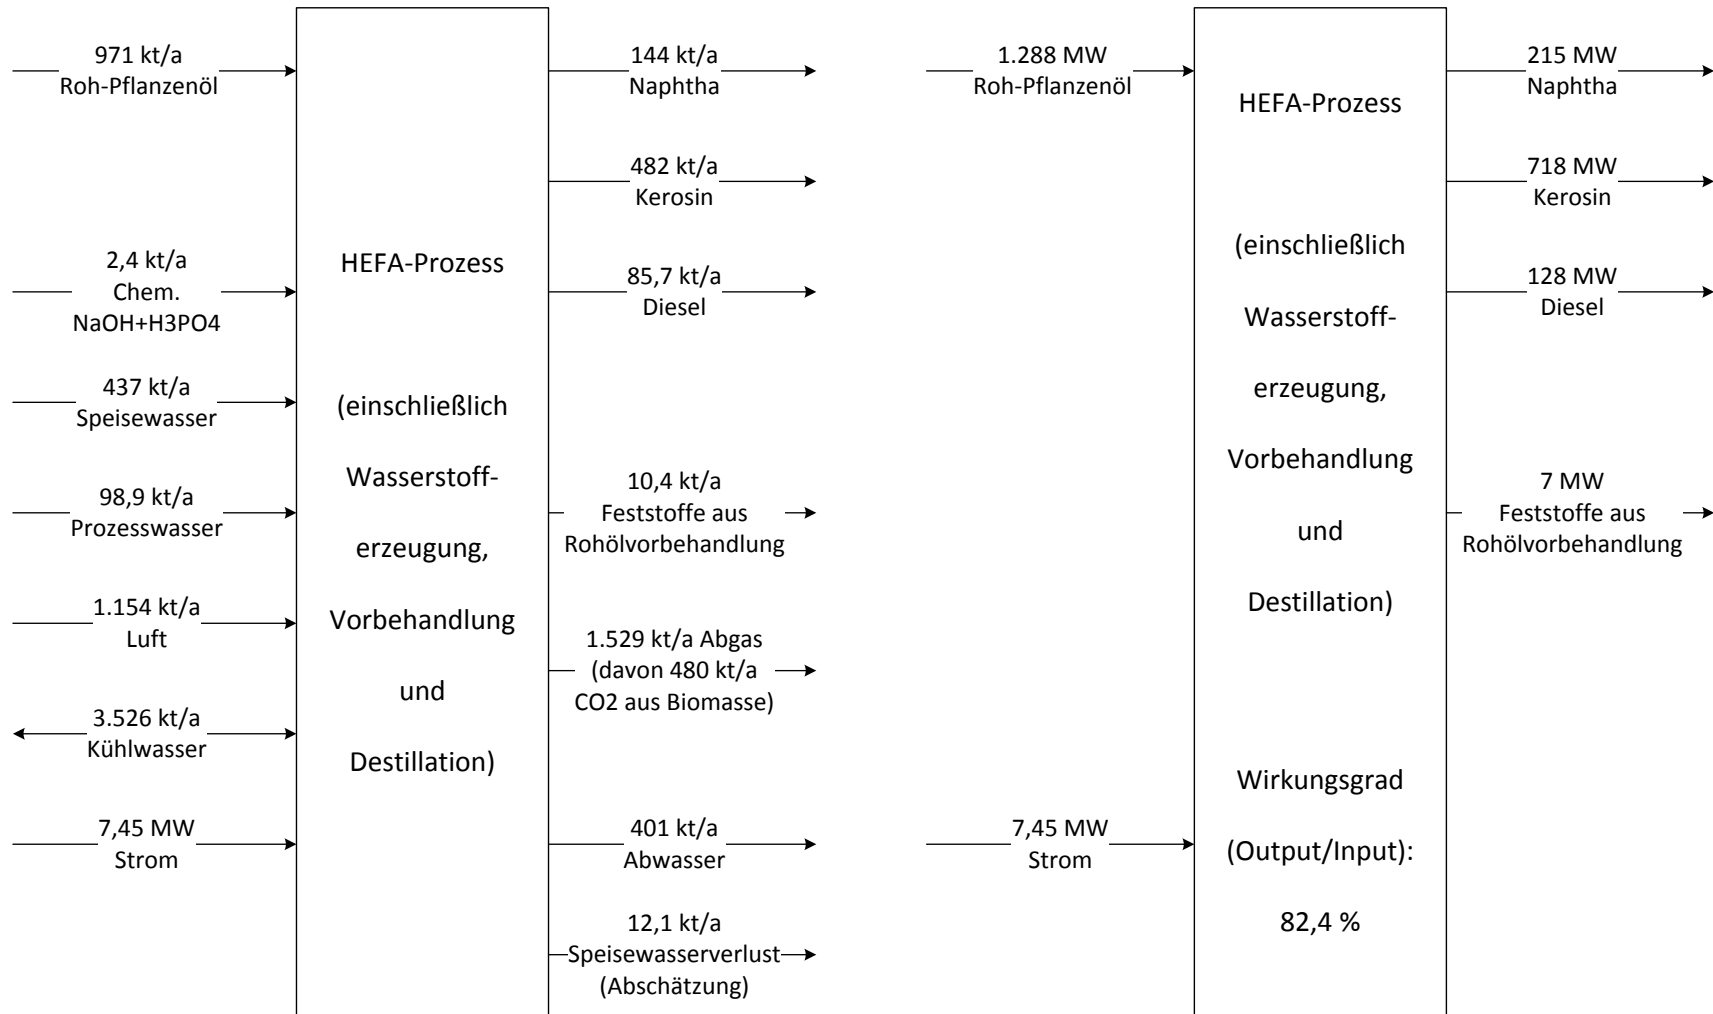 971 kt/a
Roh-Pflanzenöl
2,4 kt/a
Chem.
NaOH+H3PO4
437 kt/a
Speisewasser
98,9 kt/a
Prozesswasser
1.154 kt/a
Luft
3.526 kt/a
Kühlwasser
7,45 MW
Strom
HEFA-Prozess
(einschließlich
Wasserstoff-
erzeugung,
Vorbehandlung
und
Destillation)
144 kt/a
Naphtha
482 kt/a
Kerosin
85,7 kt/a
Diesel
10,4 kt/a
Feststoffe aus
Rohölvorbehandlung
1.529 kt/a Abgas
(davon 480 kt/a
CO2 aus Biomasse)
401 kt/a
Abwasser
12,1 kt/a
Speisewasserverlust
(Abschätzung)
1.288 MW
Roh-Pflanzenöl
7,45 MW
Strom
HEFA-Prozess
(einschließlich
Wasserstoff-
erzeugung,
Vorbehandlung
und
Destillation)
Wirkungsgrad
(Output/Input):
82,4 %
215 MW
Naphtha
718 MW
Kerosin
128 MW
Diesel
7 MW
Feststoffe aus
Rohölvorbehandlung